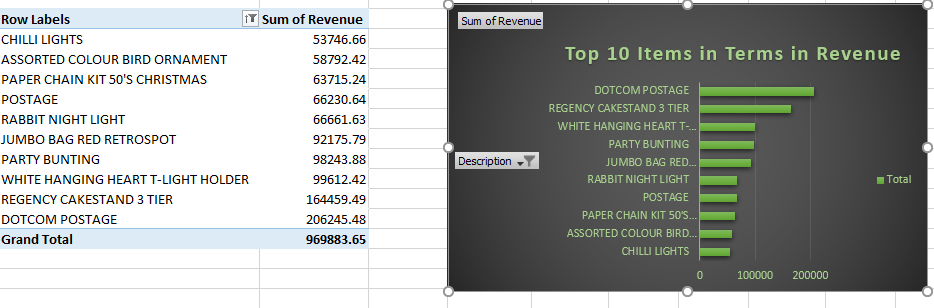 Row Labels Sum of Revenue
CHILLI LIGHTS 53746.66
ASSORTED COLOUR BIRD ORNAMENT 58792.42
PAPER CHAIN KIT 50'S CHRISTMAS 63715.24
POSTAGE 66230.64
RABBIT NIGHT LIGHT 66661.63
JUMBO BAG RED RETROSPOT 92175.79
PARTY BUNTING 98243.88
WHITE HANGING HEART T-LIGHT HOLDER 99612.42
REGENCY CAKESTAND 3 TIER 164459.49
DOTCOM POSTAGE 206245.48
Grand Total 969883.65
Sum of Revenue
Top 10 Items in Terms in Revenue
DOTCOM POSTAGE
REGENCY CAKESTAND 3 TIER
WHITE HANGING HEART T-...
PARTY BUNTING
Description
JUMBO BAG RED...
RABBIT NIGHT LIGHT
Total
POSTAGE
PAPER CHAIN KIT 50'S...
ASSORTED COLOUR BIRD...
CHILLI LIGHTS
0 100000 200000